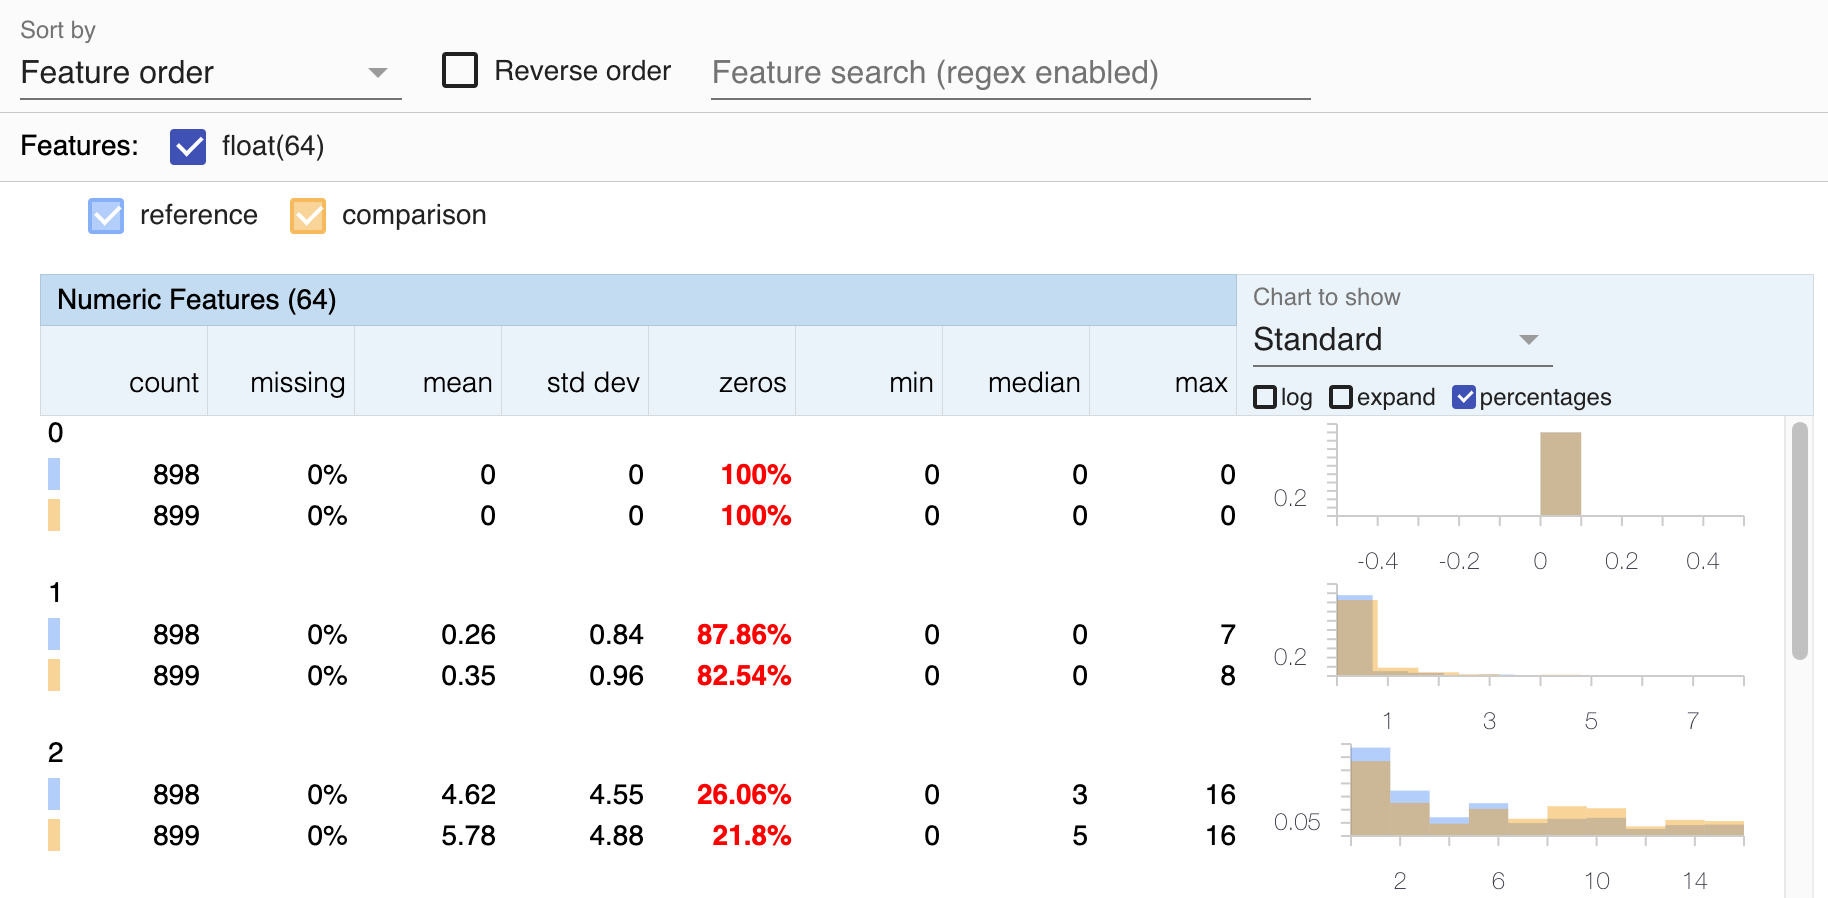 Sort by
Feature order
Reverse order
Feature search (regex enabled)
Features:
float(64)
reference
comparison
Numeric Features (64)
Chart to show
Standard
count missing mean std dev zeros min median max
log expand percentages
0
898 0% 0 0 100% 0 0 0
899 0% 0 0 100% 0 0 0
0.2
-0.4 -0.2 0 0.2 0.4
1
898 0% 0.26 0.84 87.86% 0 0 7
899 0% 0.35 0.96 82.54% 0 0 8
0.2
1 3 5 7
2
898 0% 4.62 4.55 26.06% 0 3 16
899 0% 5.78 4.88 21.8% 0 5 16
0.05
2 6 10 14